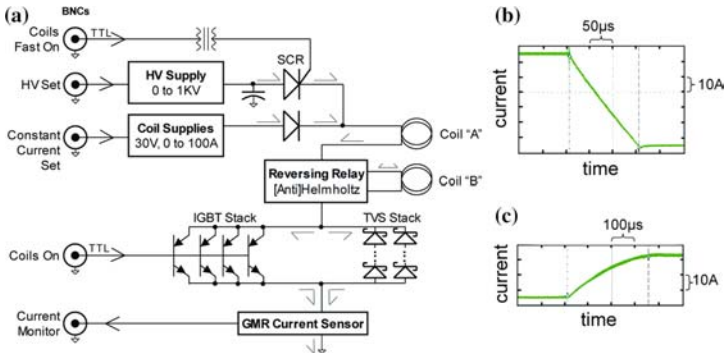 (a)
BNCs
Coils
Fast On
TTL
SCR
HV Set
HV Supply
0 to 1KV
Constant
Current
Set
Coil Supplies
30V, 0 to 100A
Coil "A"
Reversing Relay
[Anti]Helmholtz
Coil "B"
IGBT Stack
TVS Stack
Coils On
TTL
Current
Monitor
GMR Current Sensor
(b)
50µs
current
10A
time
(c)
100µs
current
10A
time